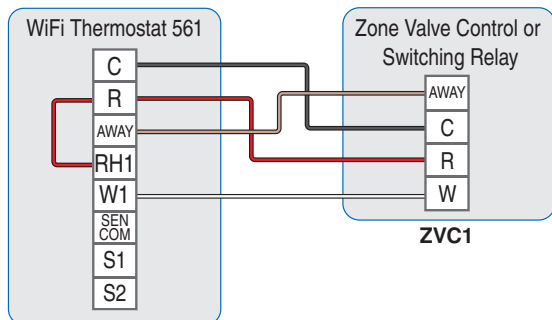 WiFi Thermostat 561
C
R
AWAY
RH1
W1
SEN
COM
S1
S2
Zone Valve Control or
Switching Relay
AWAY
C
R
W
ZVC1